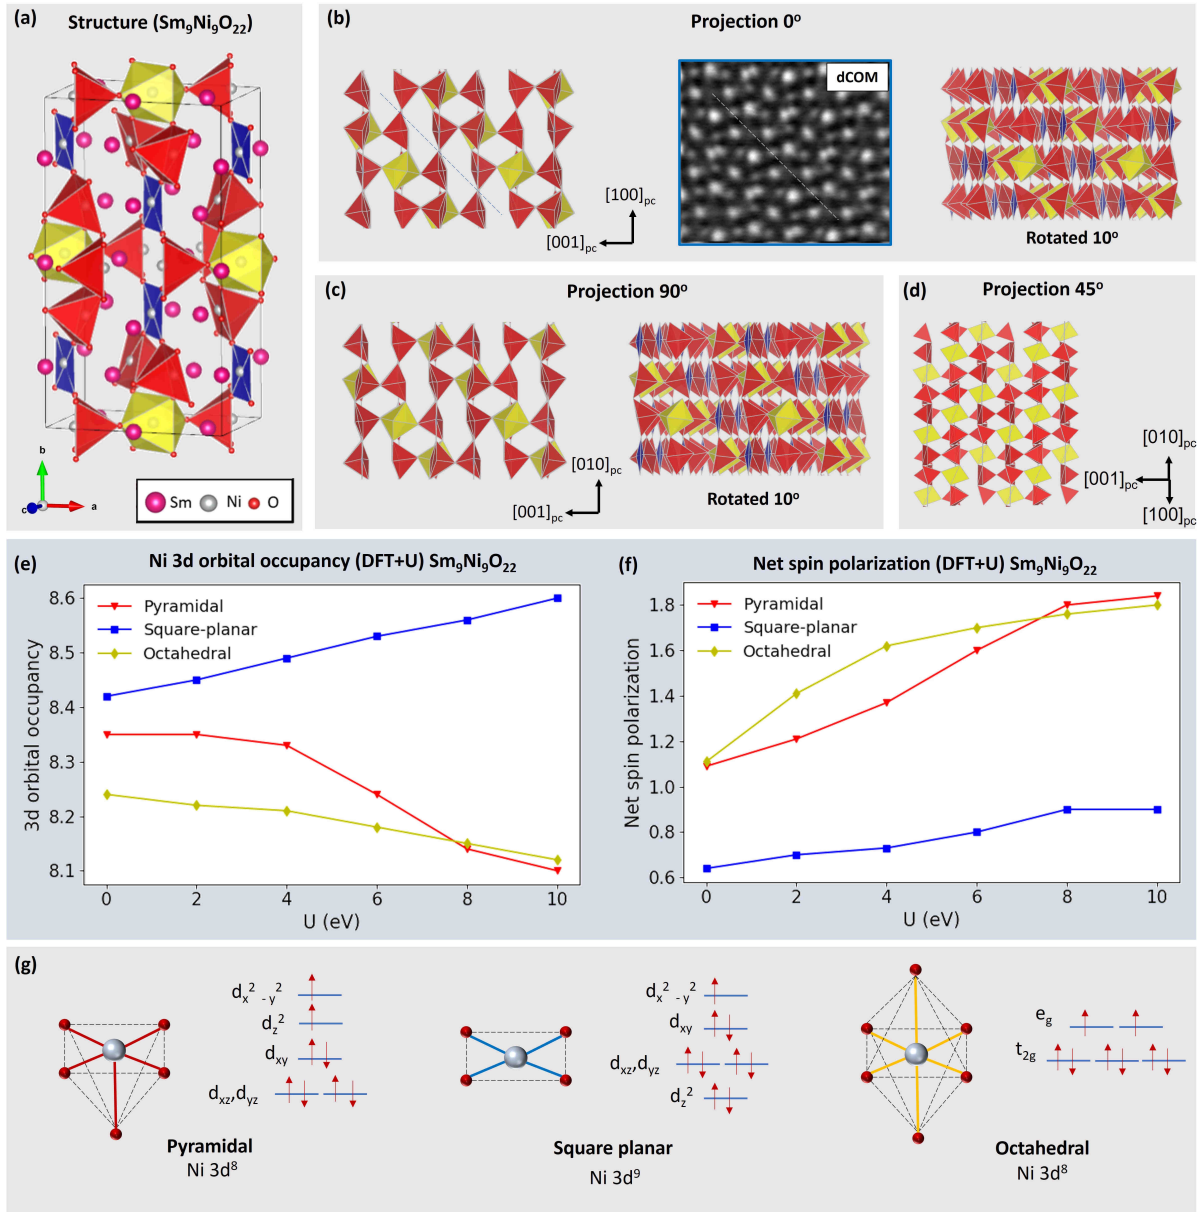 (a)
Structure (Sm₉Ni₉O₂₂)
b
c
a
Sm Ni O
(b)
Projection 0°
dCOM
[100]pc
[001]pc
Rotated 10°
(c)
Projection 90°
[010]pc
[001]pc
Rotated 10°
(d)
Projection 45°
[010]pc
[001]pc
[100]pc
(e)
Ni 3d orbital occupancy (DFT+U) Sm₉Ni₉O₂₂
Pyramidal
Square-planar
Octahedral
8.6
8.5
8.4
8.3
8.2
8.1
3d orbital occupancy
0 2 4 6 8 10
U (eV)
(f)
Net spin polarization (DFT+U) Sm₉Ni₉O₂₂
Pyramidal
Square-planar
Octahedral
1.8
1.6
1.4
1.2
1.0
0.8
0.6
Net spin polarization
0 2 4 6 8 10
U (eV)
(g)
dx² - y²
dz²
dxy
dxz,dyz
Pyramidal
Ni 3d⁸
dx² - y²
dxy
dxz,dyz
dz²
Square planar
Ni 3d⁹
eg
t2g
Octahedral
Ni 3d⁸